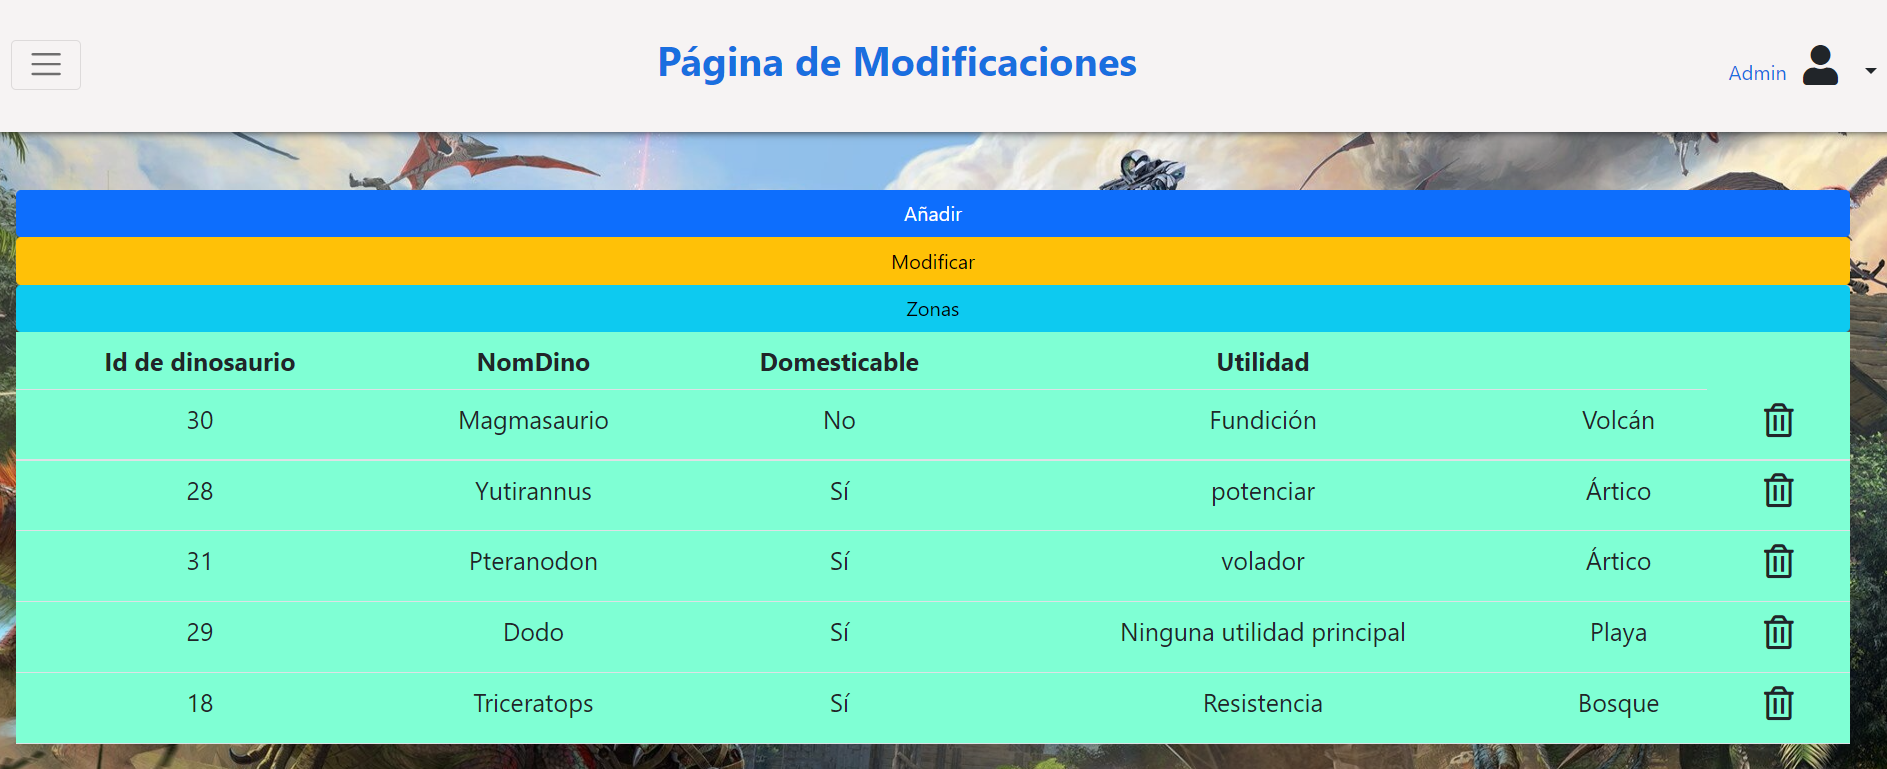 Página de Modificaciones
Admin
Añadir
Modificar
Zonas
Id de dinosaurio NomDino Domesticable Utilidad
30 Magmasaurio No Fundición Volcán
28 Yutirannus Sí potenciar Ártico
31 Pteranodon Sí volador Ártico
29 Dodo Sí Ninguna utilidad principal Playa
18 Triceratops Sí Resistencia Bosque